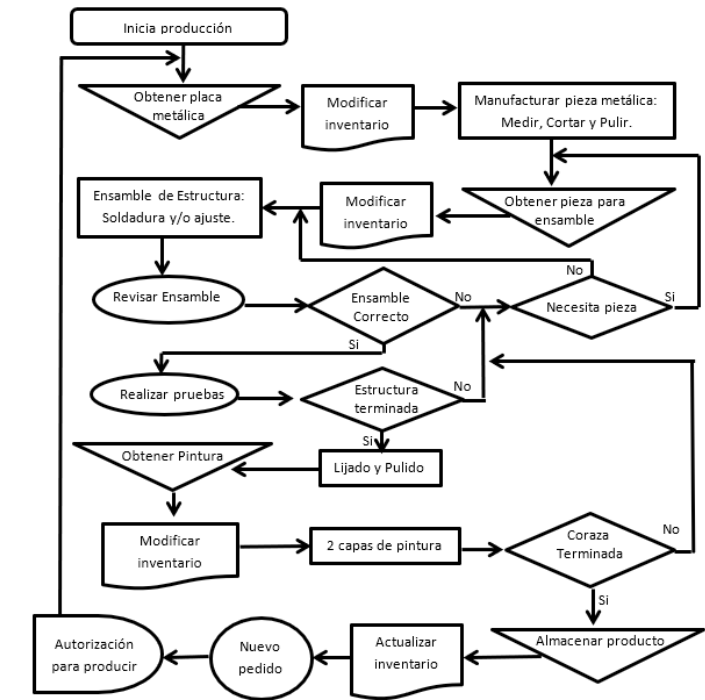 Inicia producción
Obtener placa
metálica
Modificar
inventario
Manufacturar pieza metálica:
Medir, Cortar y Pulir.
Ensamble de Estructura:
Soldadura y/o ajuste.
Modificar
inventario
Obtener pieza para
ensamble
No
Revisar Ensamble
Ensamble
Correcto
No
Necesita pieza
Si
Si
Realizar pruebas
Estructura
terminada
No
Si
Obtener Pintura
Lijado y Pulido
Modificar
inventario
2 capas de pintura
Coraza
Terminada
No
Si
Autorización
para producir
Nuevo
pedido
Actualizar
inventario
Almacenar producto